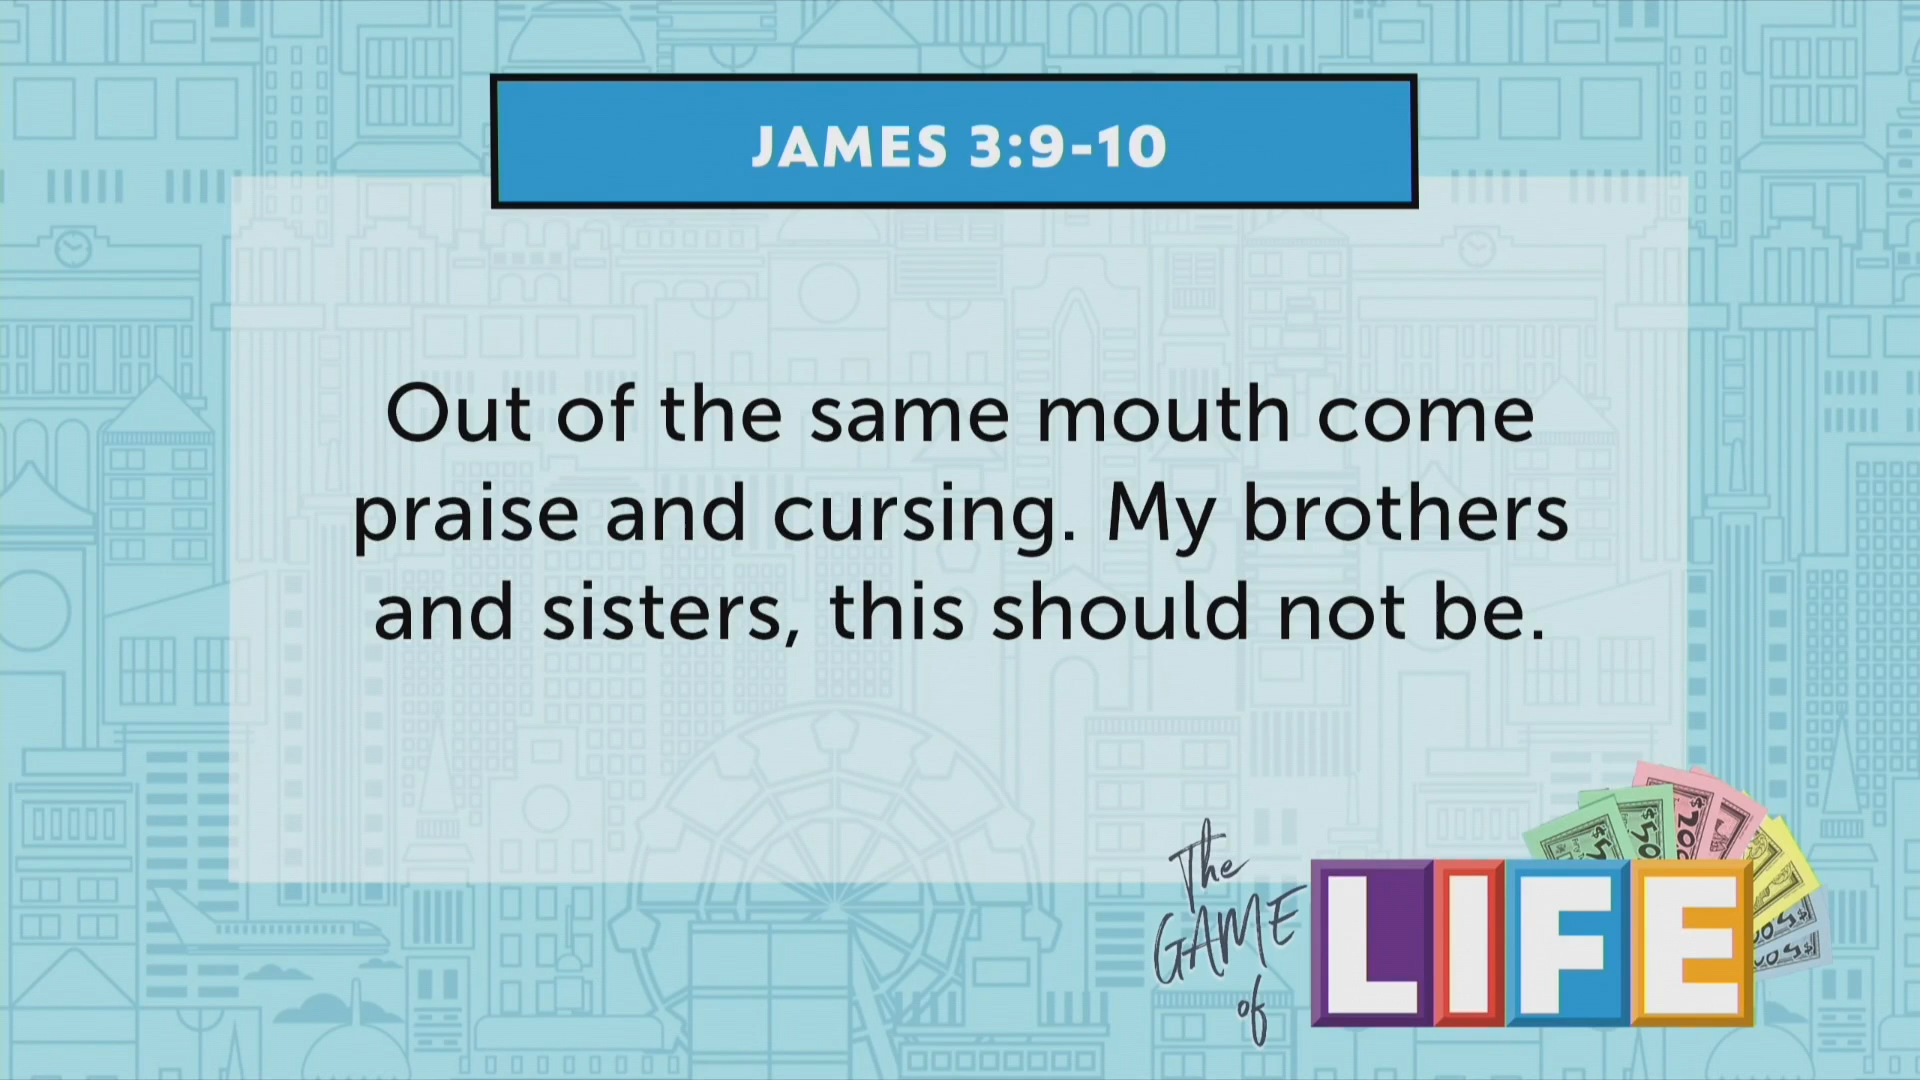 JAMES 3:9-10
Out of the same mouth come
praise and cursing. My brothers
and sisters, this should not be.
The
GAME
of
LIFE